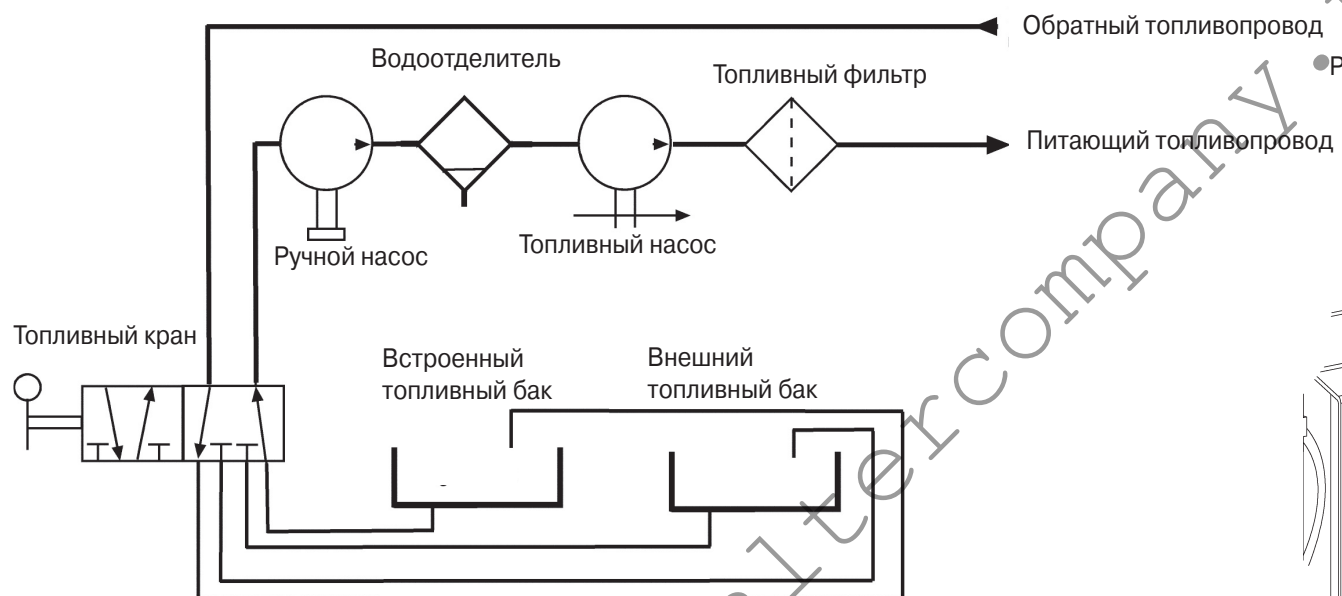 Обратный топливопровод
Водоотделитель
Топливный фильтр
Р
Питающий топливопровод
Ручной насос
Топливный насос
Топливный кран
Встроенный
топливный бак
Внешний
топливный бак
altercompany